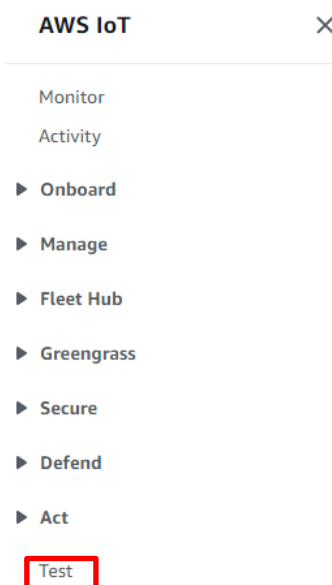 AWS IoT
Monitor
Activity
Onboard
Manage
Fleet Hub
Greengrass
Secure
Defend
Act
Test